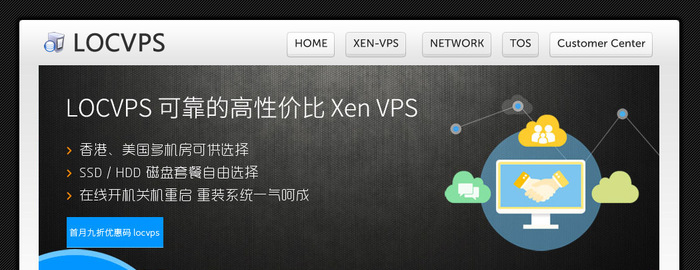 LOCVPS
HOME
XEN-VPS
NETWORK
TOS
Customer Center
LOCVPS 可靠的高性价比 Xen VPS
香港、美国多机房可供选择
SSD / HDD 磁盘套餐自由选择
在线开机关机重启 重装系统一气呵成
首月九折优惠码 locvps